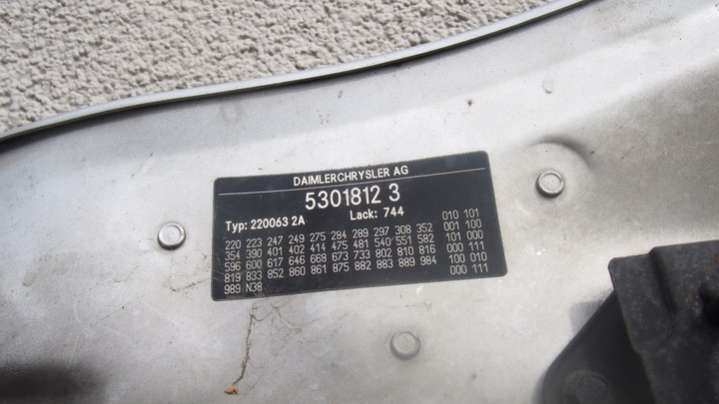 DAIMLERCHRYSLER AG
5301812 3
Typ: 220063 2A Lack: 744
220 223 247 249 275 284 289 297 308 352 010 101
354 390 401 402 414 475 481 540 551 582 001 100
596 600 617 646 668 673 733 802 810 816 101 000
819 833 852 860 861 875 882 883 889 984 000 111
989 N38 100 010
000 111